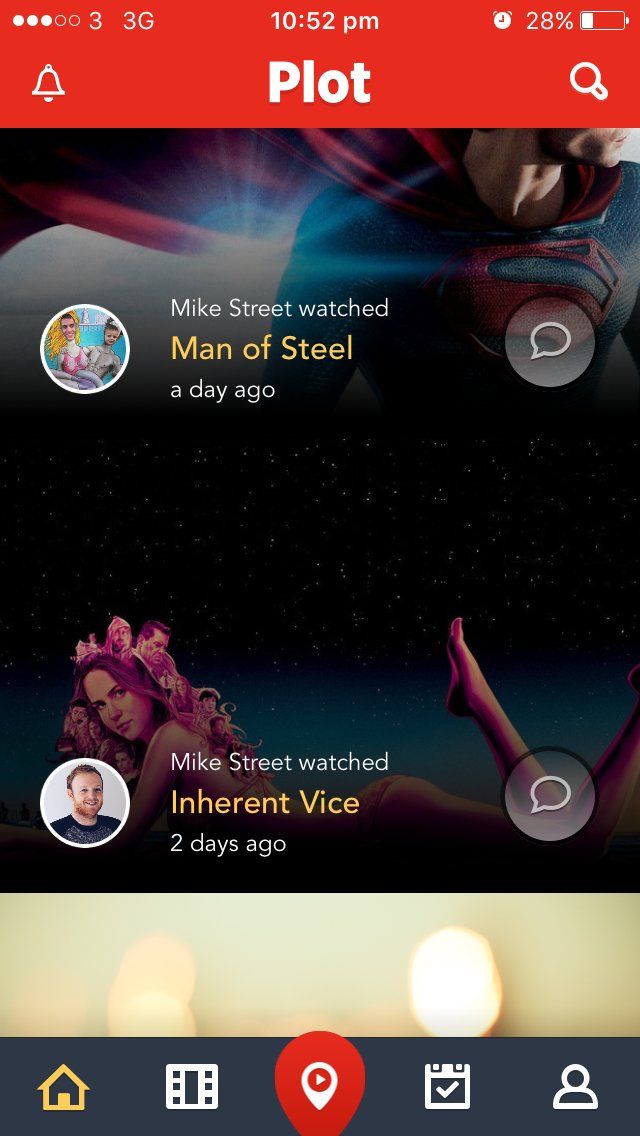 3 3G 10:52 pm 28%
Plot
Mike Street watched
Man of Steel
a day ago
Mike Street watched
Inherent Vice
2 days ago